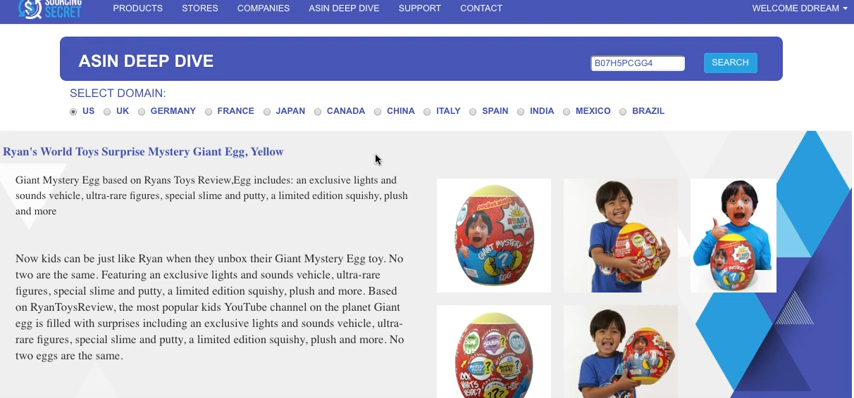 SOURCING
SECRET
PRODUCTS STORES COMPANIES ASIN DEEP DIVE SUPPORT CONTACT WELCOME DDREAM
ASIN DEEP DIVE B07H5PCGG4 SEARCH
SELECT DOMAIN:
US UK GERMANY FRANCE JAPAN CANADA CHINA ITALY SPAIN INDIA MEXICO BRAZIL
Ryan's World Toys Surprise Mystery Giant Egg, Yellow
Giant Mystery Egg based on Ryans Toys Review,Egg includes: an exclusive lights and
sounds vehicle, ultra-rare figures, special slime and putty, a limited edition squishy, plush
and more
Now kids can be just like Ryan when they unbox their Giant Mystery Egg toy. No
two are the same. Featuring an exclusive lights and sounds vehicle, ultra-rare
figures, special slime and putty, a limited edition squishy, plush and more. Based
on RyanToysReview, the most popular kids YouTube channel on the planet Giant
egg is filled with surprises including an exclusive lights and sounds vehicle, ultra-
rare figures, special slime and putty, a limited edition squishy, plush and more. No
two eggs are the same.
GIANT MYSTERY
EGG